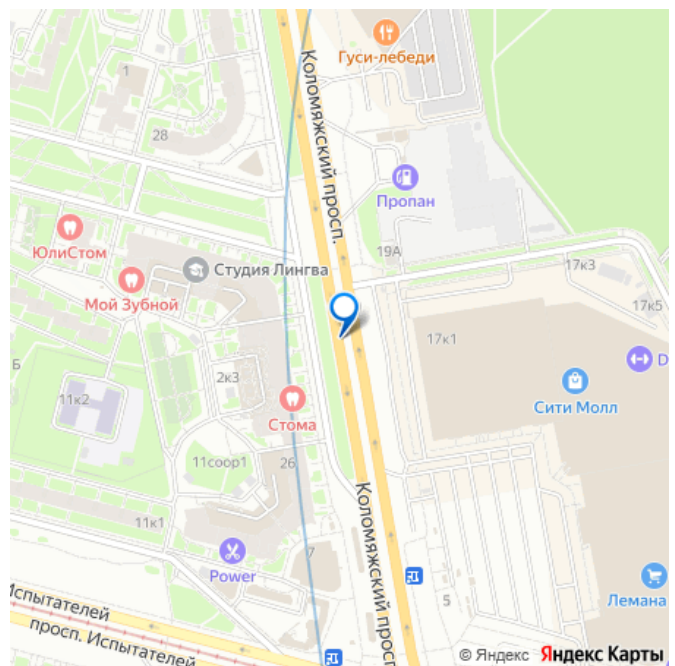 Гуси-лебеди
Коломяжский просп.
1
28
Пропан
19А
ЮлиСтом
Студия Лингва
17к3
Мой Зубной
17к5
17к1
Б
2к3
D
11к2
Сити Молл
Стома
11соор1
26
Коломяжский просп
11к1
7
Power
5
Лемана
Испытателей
просп. Испытателей
© Яндекс Яндекс Карты